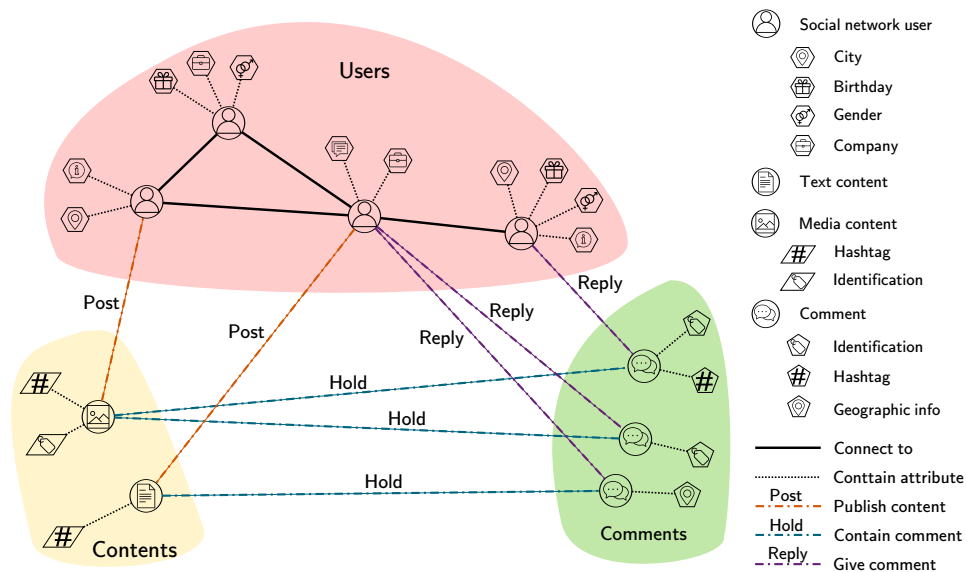 Users
Post
Post
Reply
Reply
Reply
Hold
Hold
Hold
#
#
#
Contents
Comments
Social network user
City
Birthday
Gender
Company
Text content
Media content
# Hashtag
Identification
Comment
Identification
# Hashtag
Geographic info
Connect to
Conttain attribute
Post Publish content
Hold Contain comment
Reply Give comment